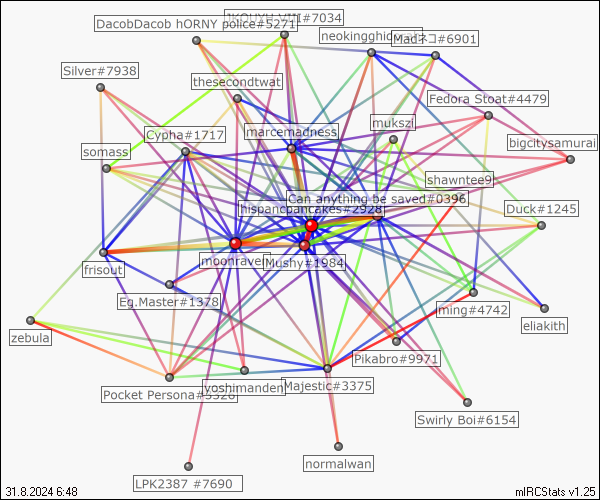 JKOUYU VIII#7034
DacobDacob hORNY police#5271
neokingghidorah
Madネコ#6901
Silver#7938
thesecondtwat
Fedora Stoat#4479
mukszi
marcemadness
Cypha#1717
bigcitysamurai
somass
shawntee9
Can anything be saved#0396
hispancpancakes#2928
Duck#1245
moonraven
Mushy#1984
frisout
Eg.Master#1378
ming#4742
eliakith
zebula
Pikabro#9971
yoshimanden
Majestic#3375
Pocket Persona#3326
Swirly Boi#6154
normalwan
LPK2387 #7690
31.8.2024 6:48
mIRCStats v1.25